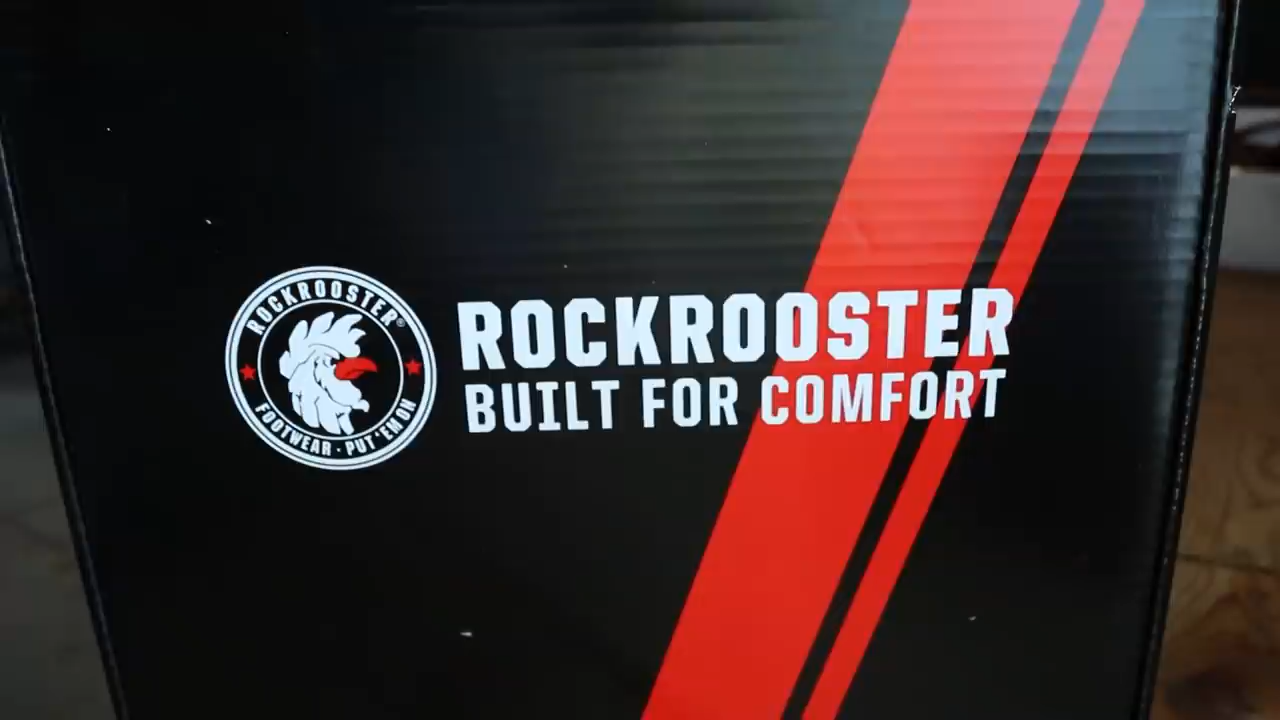 ROCKROOSTER®
FOOTWEAR · PUT 'EM ON
ROCKROOSTER
BUILT FOR COMFORT